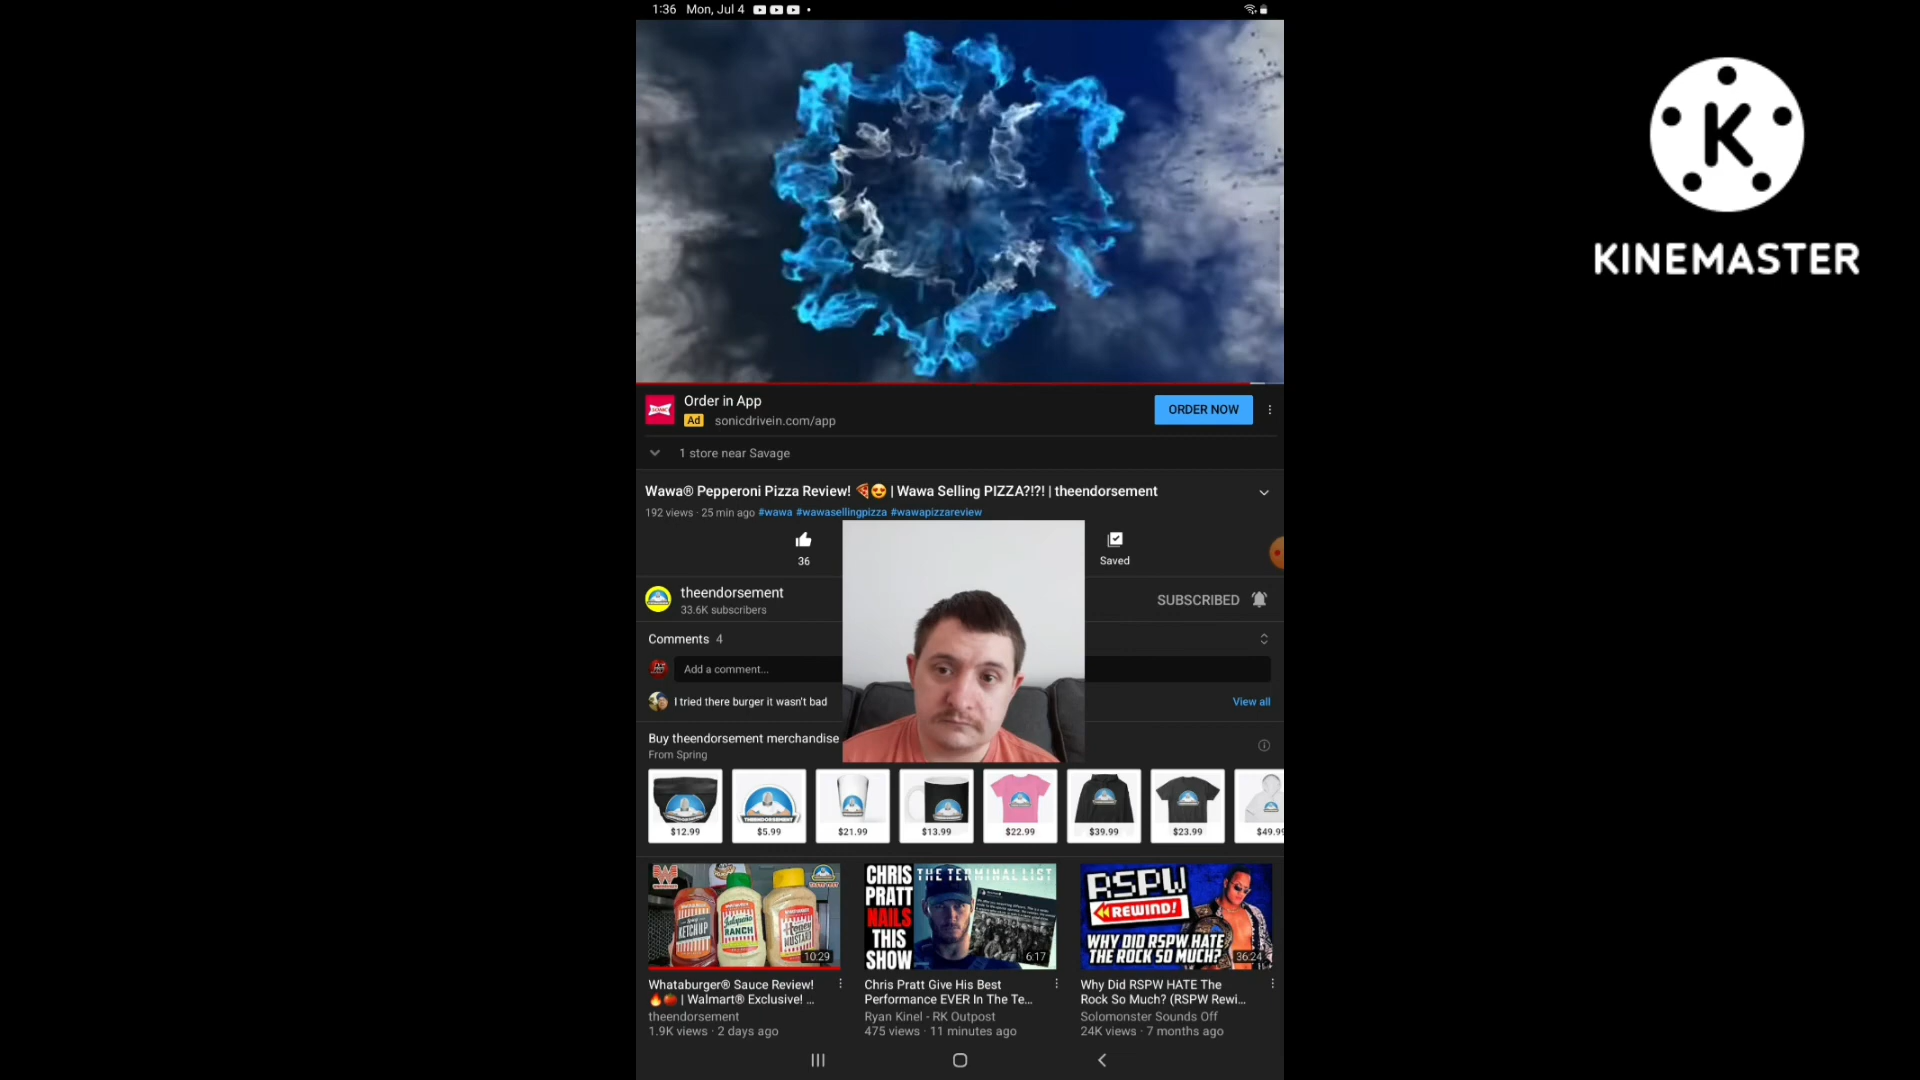 1:36 Mon, Jul 4
K
KINEMASTER
Order in App
Ad sonicdrivein.com/app
ORDER NOW
1 store near Savage
Wawa® Pepperoni Pizza Review! 🍕😍 | Wawa Selling PIZZA?!?! | theendorsement
192 views · 25 min ago #wawa #wawasellingpizza #wawapizzareview
36
Saved
theendorsement
33.6K subscribers
SUBSCRIBED
Comments 4
Add a comment...
I tried there burger it wasn't bad
View all
Buy theendorsement merchandise
From Spring
$12.99
$5.99
$21.99
$13.99
$22.99
$39.99
$23.99
$49.99
KETCHUP
Jalapeño
RANCH
Honey
MUSTARD
10:29
CHRIS
PRATT
NAILS
THIS
SHOW
THE TERMINAL LIST
6:17
RSPW
REWIND!
WHY DID RSPW HATE
THE ROCK SO MUCH?
36:24
Whataburger® Sauce Review!
🔥🍅 | Walmart® Exclusive! ...
theendorsement
1.9K views · 2 days ago
Chris Pratt Give His Best
Performance EVER In The Te...
Ryan Kinel - RK Outpost
475 views · 11 minutes ago
Why Did RSPW HATE The
Rock So Much? (RSPW Rewi...
Solomonster Sounds Off
24K views · 7 months ago